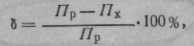 δ = (Пр − Пх) / Пр · 100 %,